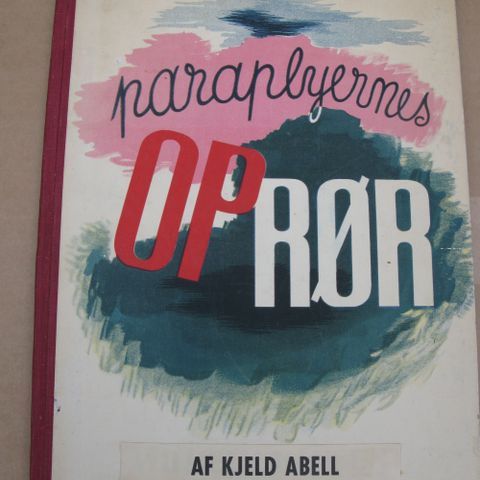 paraplyernes
OPRØR
AF KJELD ABELL